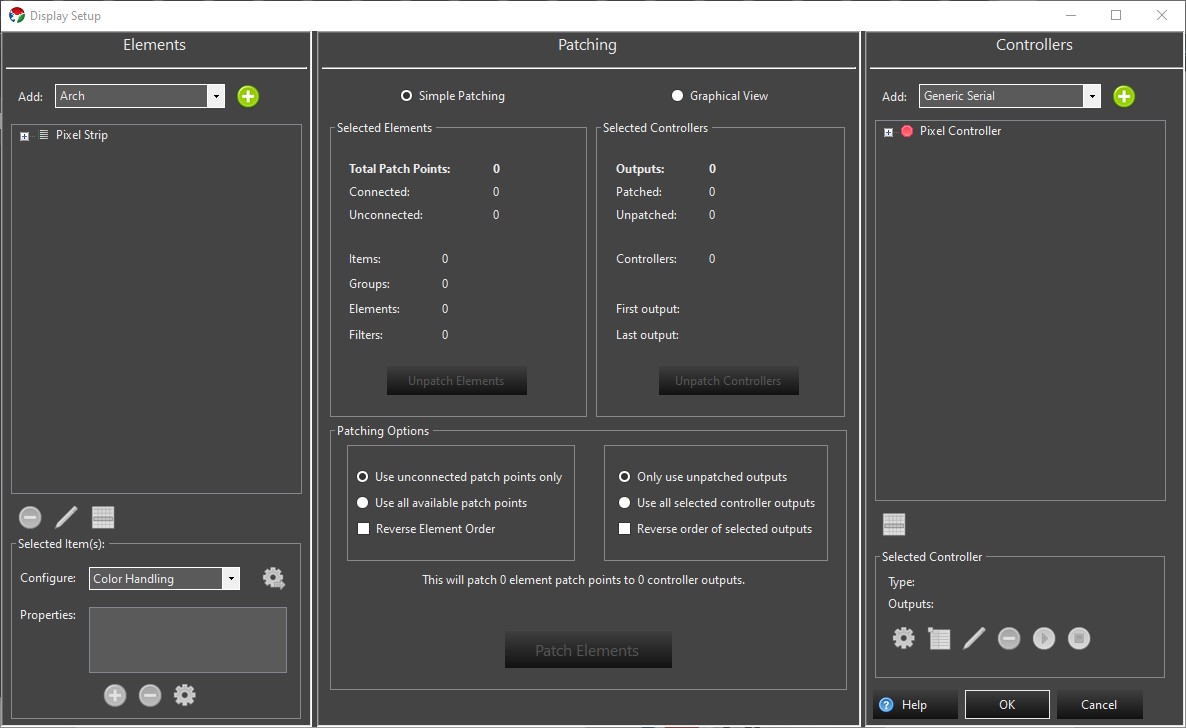 Display Setup
Elements
Add:
Arch
Pixel Strip
Selected Item(s):
Configure:
Color Handling
Properties:
Patching
Simple Patching
Graphical View
Selected Elements
Total Patch Points: 0
Connected: 0
Unconnected: 0
Items: 0
Groups: 0
Elements: 0
Filters: 0
Unpatch Elements
Selected Controllers
Outputs: 0
Patched: 0
Unpatched: 0
Controllers: 0
First output:
Last output:
Unpatch Controllers
Patching Options
Use unconnected patch points only
Use all available patch points
Reverse Element Order
Only use unpatched outputs
Use all selected controller outputs
Reverse order of selected outputs
This will patch 0 element patch points to 0 controller outputs.
Patch Elements
Controllers
Add:
Generic Serial
Pixel Controller
Selected Controller
Type:
Outputs:
Help
OK
Cancel